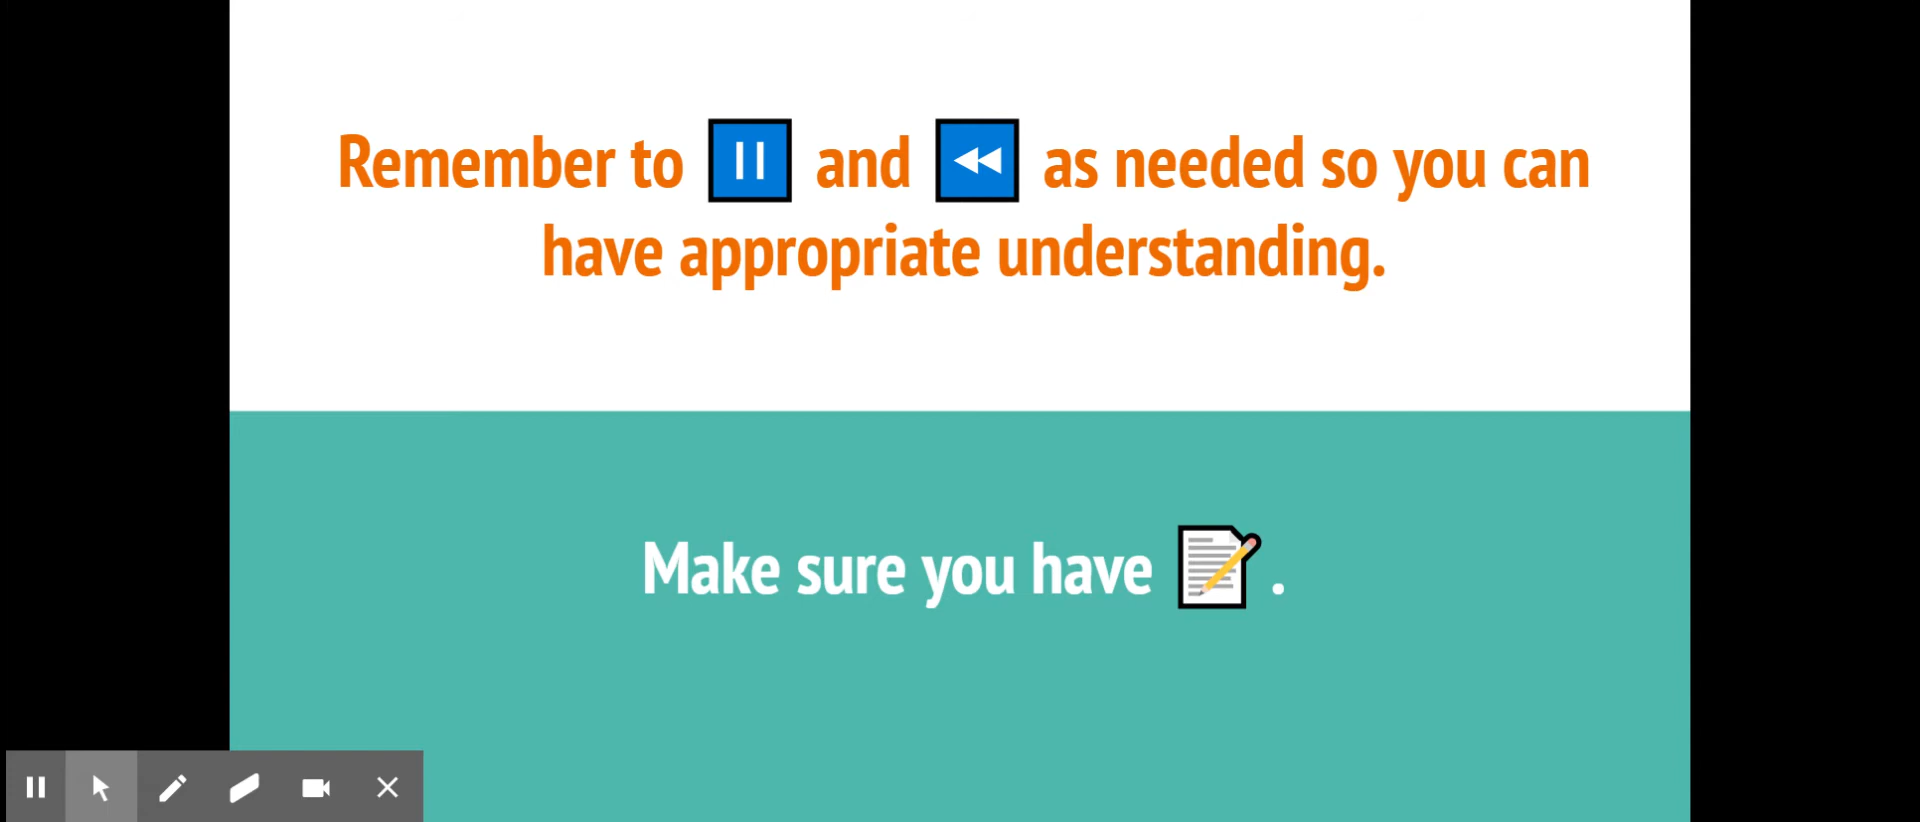 Remember to ⏸ and ⏪ as needed so you can
have appropriate understanding.
Make sure you have 📝.